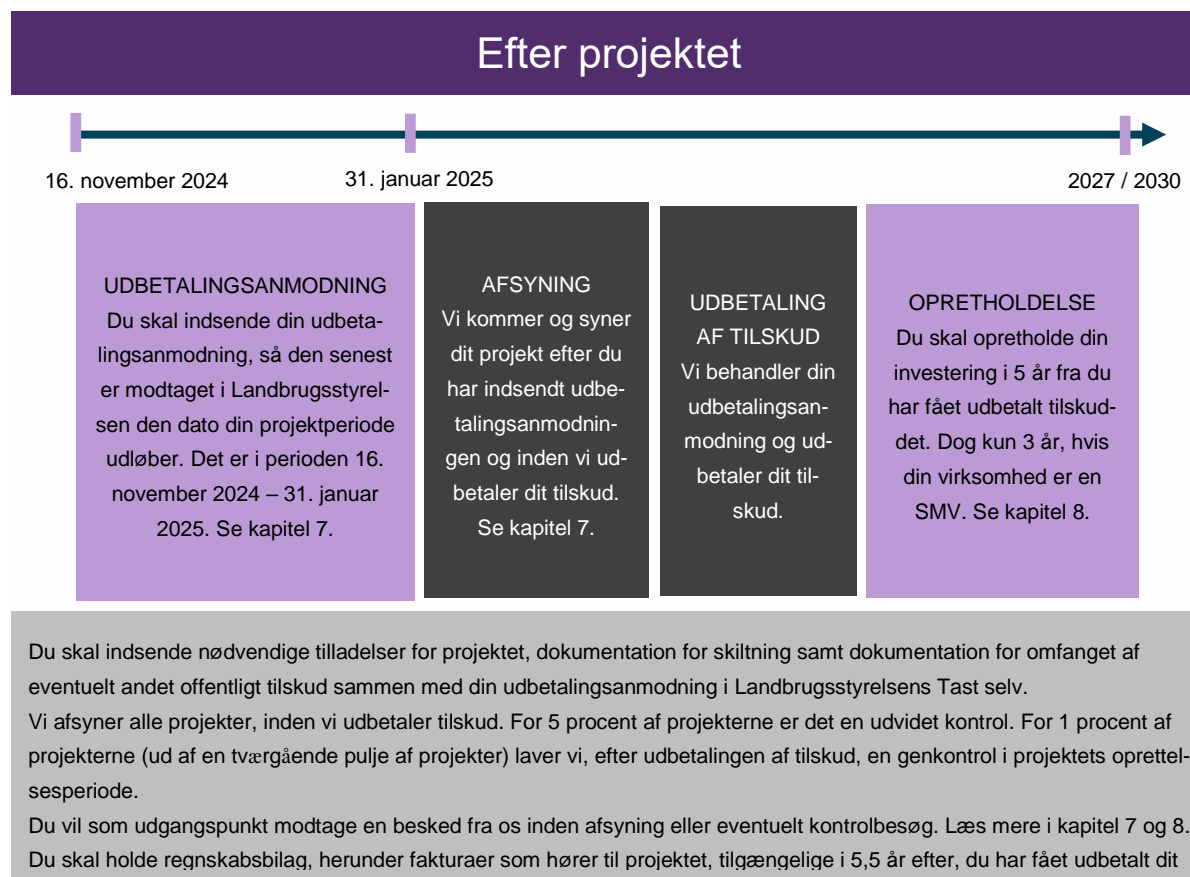 Efter projektet
16. november 2024
31. januar 2025
2027 / 2030
UDBETALINGSANMODNING
Du skal indsende din udbeta-
lingsanmodning, så den senest
er modtaget i Landbrugsstyrel-
sen den dato din projektperiode
udløber. Det er i perioden 16.
november 2024 – 31. januar
2025. Se kapitel 7.
AFSYNING
Vi kommer og syner
dit projekt efter du
har indsendt udbe-
talingsanmodnin-
gen og inden vi ud-
betaler dit tilskud.
Se kapitel 7.
UDBETALING
AF TILSKUD
Vi behandler din
udbetalingsan-
modning og ud-
betaler dit til-
skud.
OPRETHOLDELSE
Du skal opretholde din
investering i 5 år fra du
har fået udbetalt tilskud-
det. Dog kun 3 år, hvis
din virksomhed er en
SMV. Se kapitel 8.
Du skal indsende nødvendige tilladelser for projektet, dokumentation for skiltning samt dokumentation for omfanget af
eventuelt andet offentligt tilskud sammen med din udbetalingsanmodning i Landbrugsstyrelsens Tast selv.
Vi afsyner alle projekter, inden vi udbetaler tilskud. For 5 procent af projekterne er det en udvidet kontrol. For 1 procent af
projekterne (ud af en tværgående pulje af projekter) laver vi, efter udbetalingen af tilskud, en genkontrol i projektets oprettel-
sesperiode.
Du vil som udgangspunkt modtage en besked fra os inden afsyning eller eventuelt kontrolbesøg. Læs mere i kapitel 7 og 8.
Du skal holde regnskabsbilag, herunder fakturaer som hører til projektet, tilgængelige i 5,5 år efter, du har fået udbetalt dit